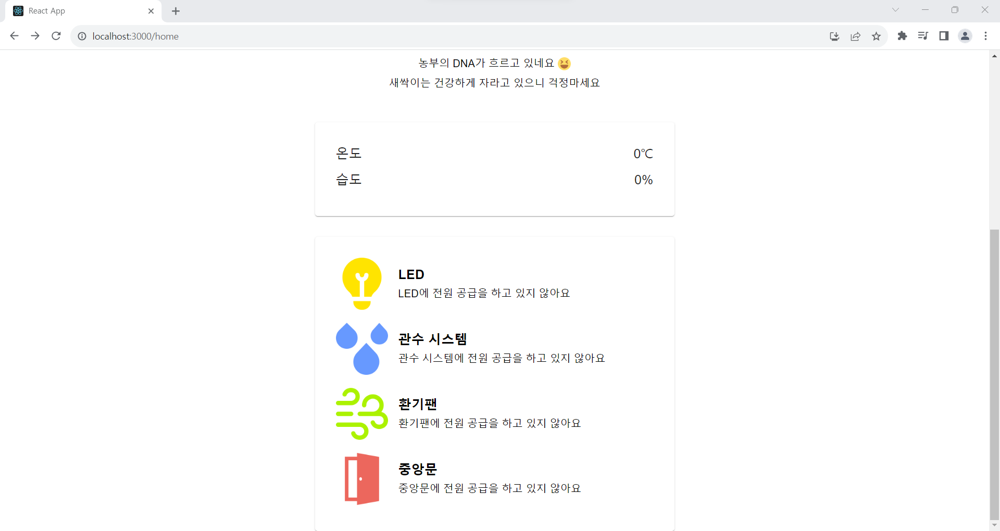 React App
localhost:3000/home
농부의 DNA가 흐르고 있네요 😆
새싹이는 건강하게 자라고 있으니 걱정마세요
온도 0℃
습도 0%
LED
LED에 전원 공급을 하고 있지 않아요
관수 시스템
관수 시스템에 전원 공급을 하고 있지 않아요
환기팬
환기팬에 전원 공급을 하고 있지 않아요
중앙문
중앙문에 전원 공급을 하고 있지 않아요